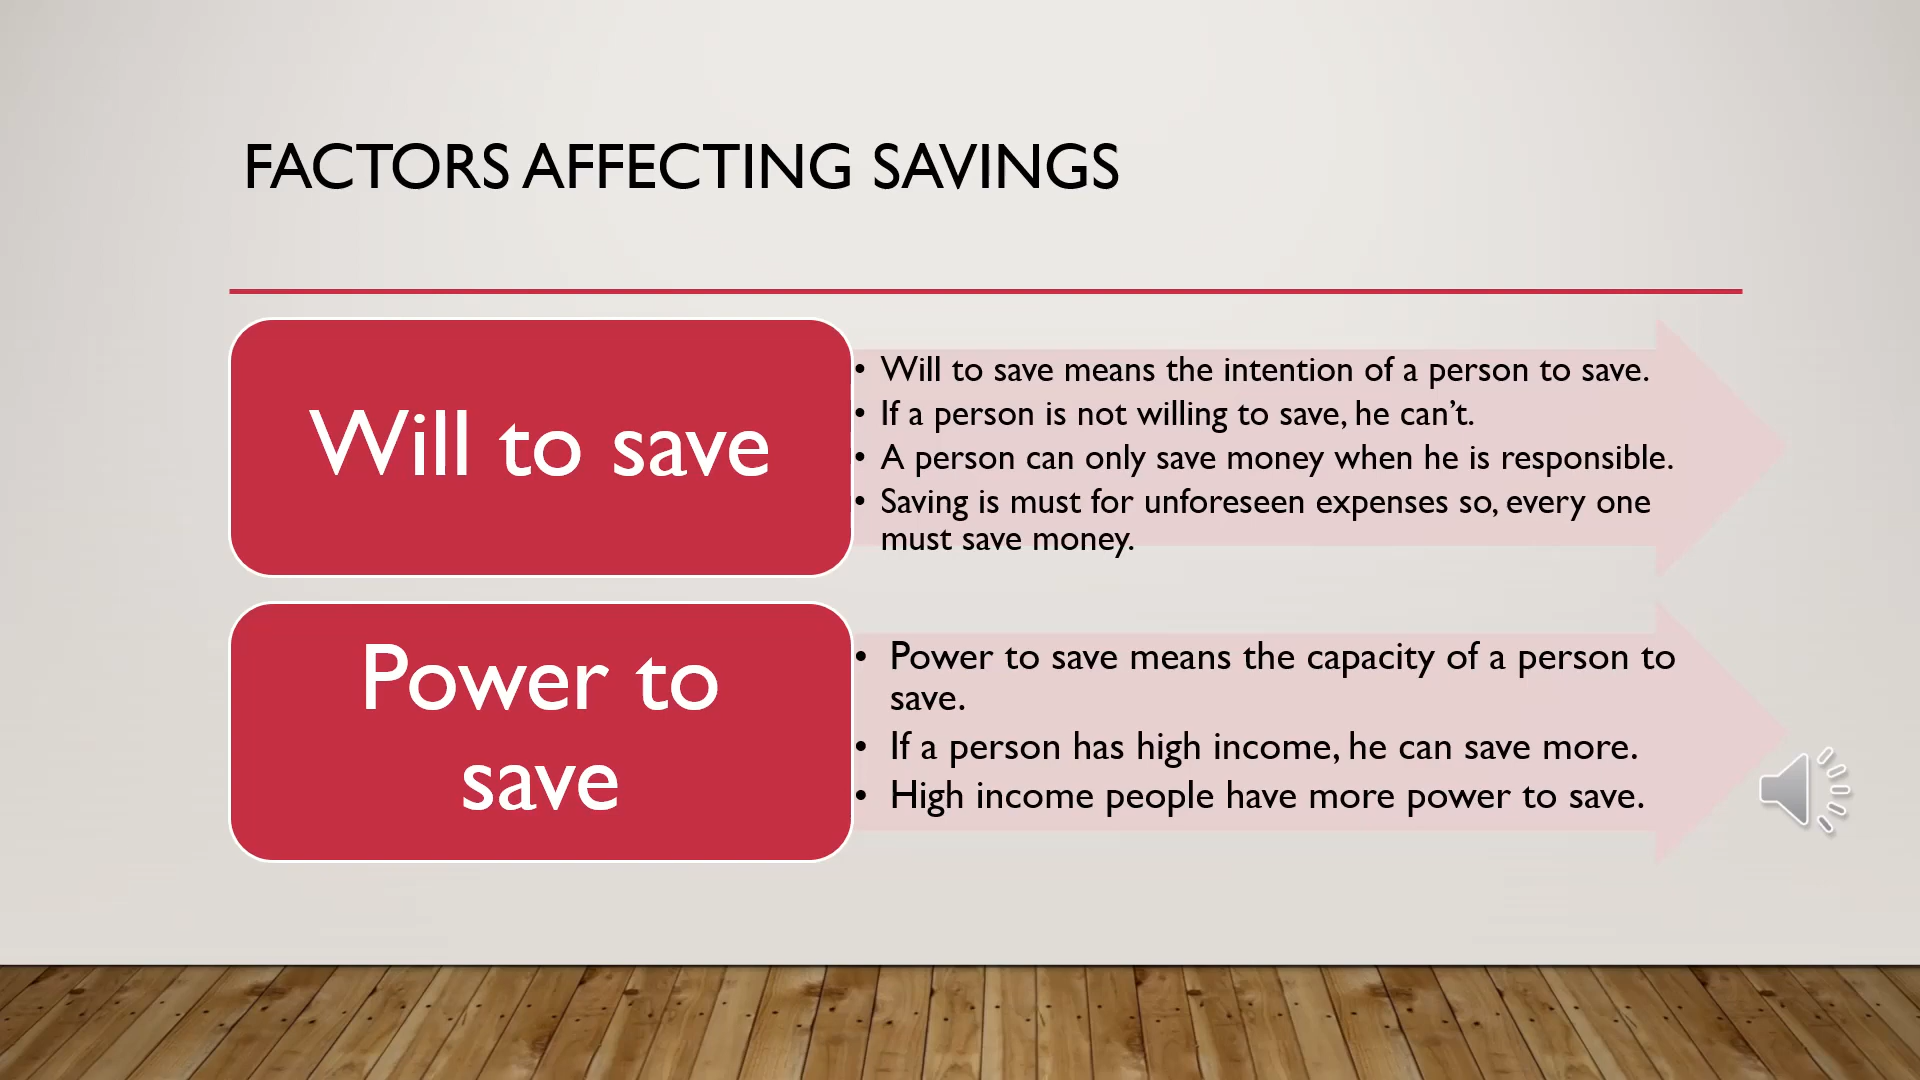 FACTORS AFFECTING SAVINGS
Will to save
• Will to save means the intention of a person to save.
• If a person is not willing to save, he can’t.
• A person can only save money when he is responsible.
• Saving is must for unforeseen expenses so, every one
must save money.
Power to
save
• Power to save means the capacity of a person to
save.
• If a person has high income, he can save more.
• High income people have more power to save.